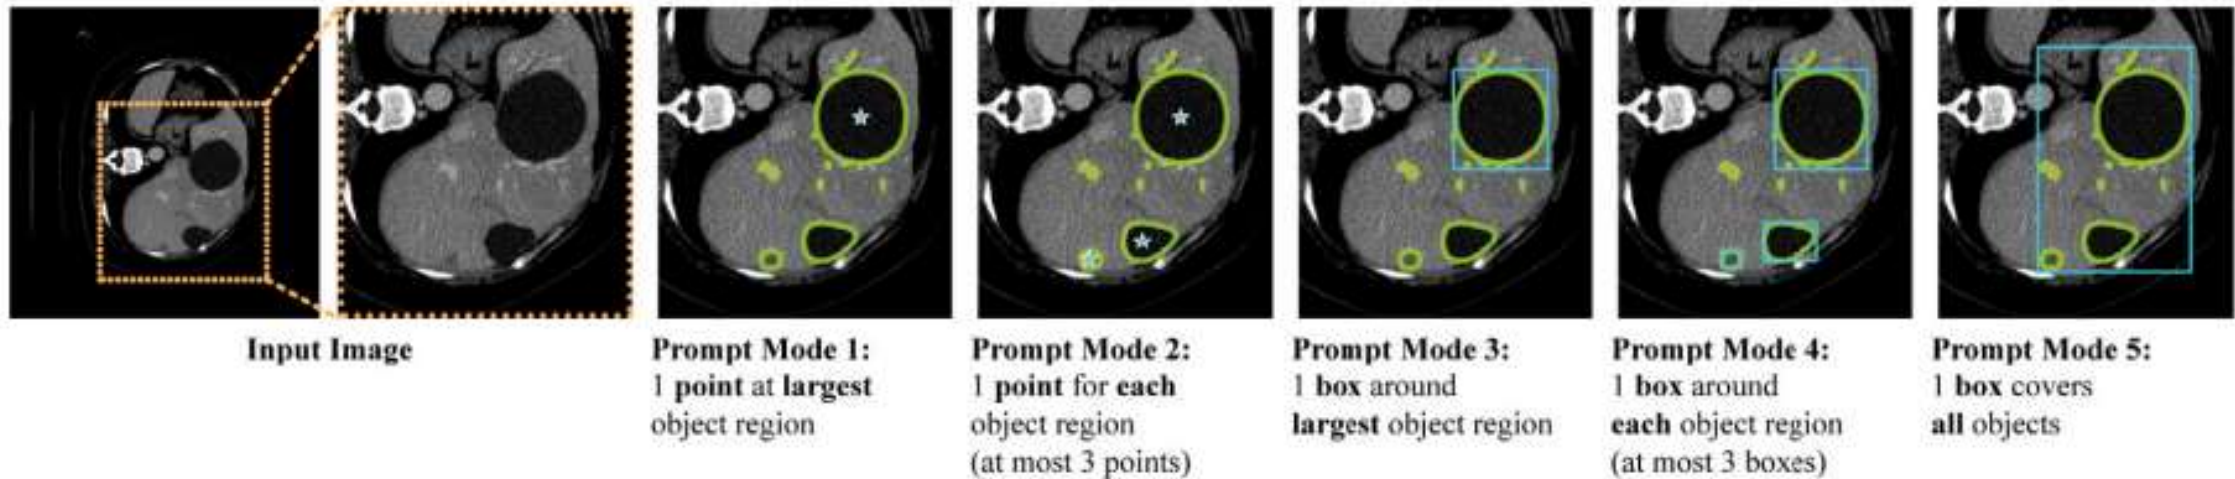 Input Image
Prompt Mode 1:
1 point at largest
object region
Prompt Mode 2:
1 point for each
object region
(at most 3 points)
Prompt Mode 3:
1 box around
largest object region
Prompt Mode 4:
1 box around
each object region
(at most 3 boxes)
Prompt Mode 5:
1 box covers
all objects